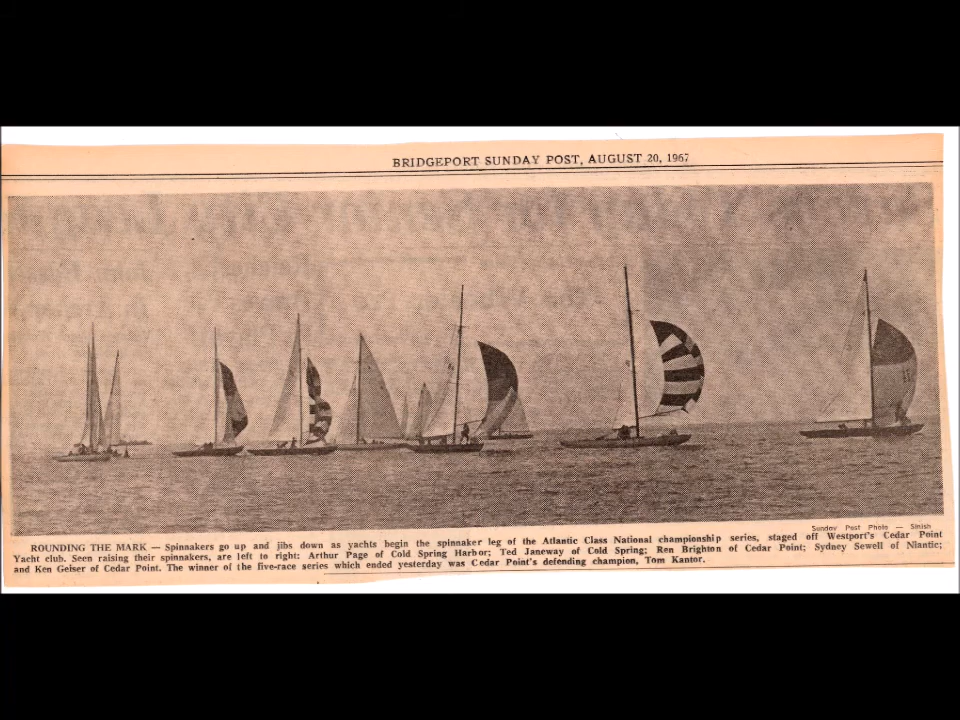 BRIDGEPORT SUNDAY POST, AUGUST 20, 1967
Sunday Post Photo — Sinish
ROUNDING THE MARK — Spinnakers go up and jibs down as yachts begin the spinnaker leg of the Atlantic Class National championship series, staged off Westport's Cedar Point
Yacht club. Seen raising their spinnakers, are left to right: Arthur Page of Cold Spring Harbor; Ted Janeway of Cold Spring; Ren Brighton of Cedar Point; Sydney Sewell of Niantic;
and Ken Geiser of Cedar Point. The winner of the five-race series which ended yesterday was Cedar Point's defending champion, Tom Kantor.